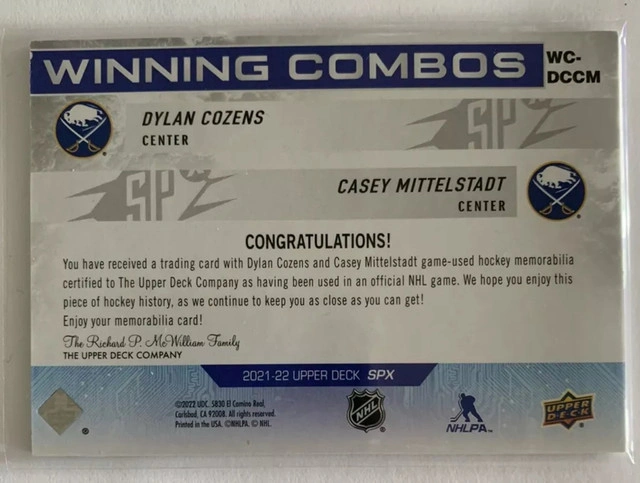 WINNING COMBOS
WC-
DCCM
DYLAN COZENS
CENTER
SPX
SPX
CASEY MITTELSTADT
CENTER
CONGRATULATIONS!
You have received a trading card with Dylan Cozens and Casey Mittelstadt game-used hockey memorabilia
certified to The Upper Deck Company as having been used in an official NHL game. We hope you enjoy this
piece of hockey history, as we continue to keep you as close as you can get!
Enjoy your memorabilia card!
The Richard P. McWilliam Family
THE UPPER DECK COMPANY
2021-22 UPPER DECK SPX
©2022 UDC. 5830 El Camino Real,
Carlsbad, CA 92008. All rights reserved.
Printed in the USA. ©NHLPA. © NHL.
®
NHL
NHLPA™
UPPER
DECK